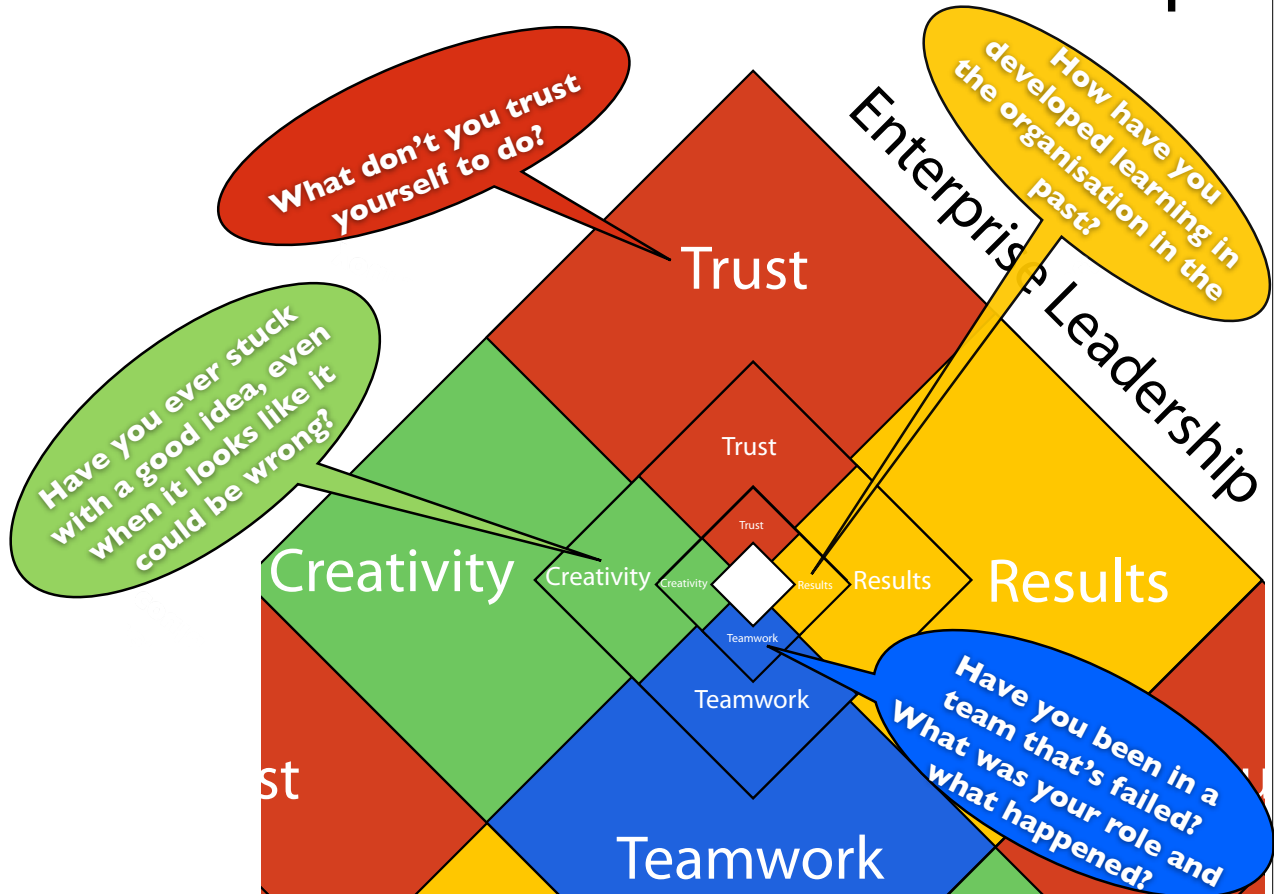 What don't you trust
yourself to do?
How have you
developed learning in
the organisation in the
past?
Enterprise Leadership
Trust
Have you ever stuck
with a good idea, even
when it looks like it
could be wrong?
Trust
Trust
Creativity
Creativity
Creativity
Results
Results
Results
Teamwork
Teamwork
Have you been in a
team that's failed?
What was your role and
what happened?
st
Teamwork